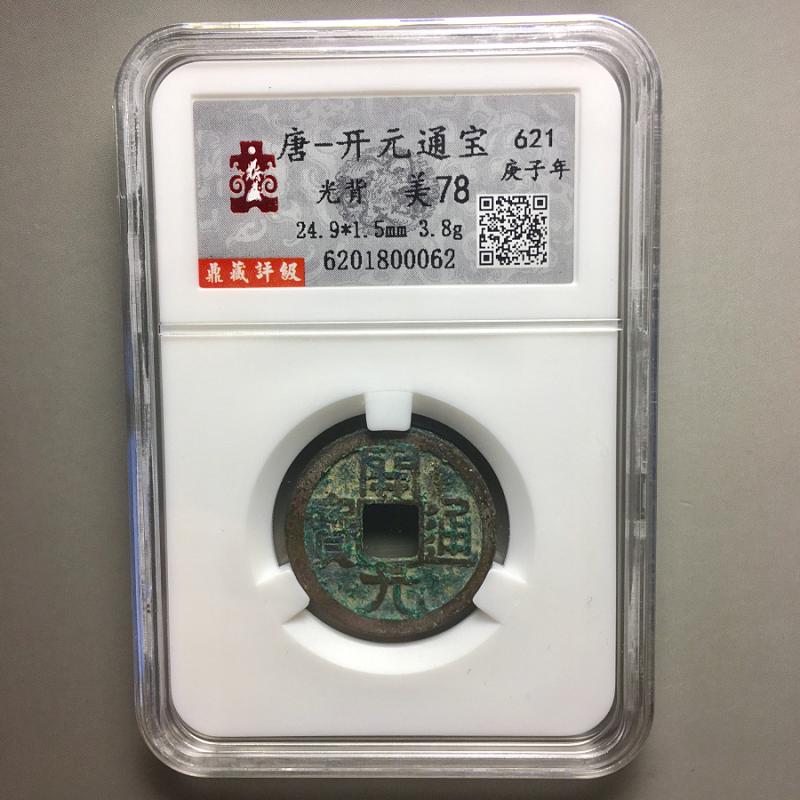 唐-开元通宝 621
庚子年
光背 美78
24.9*1.5mm 3.8g
鼎藏評級 6201800062
開
寳 通
元